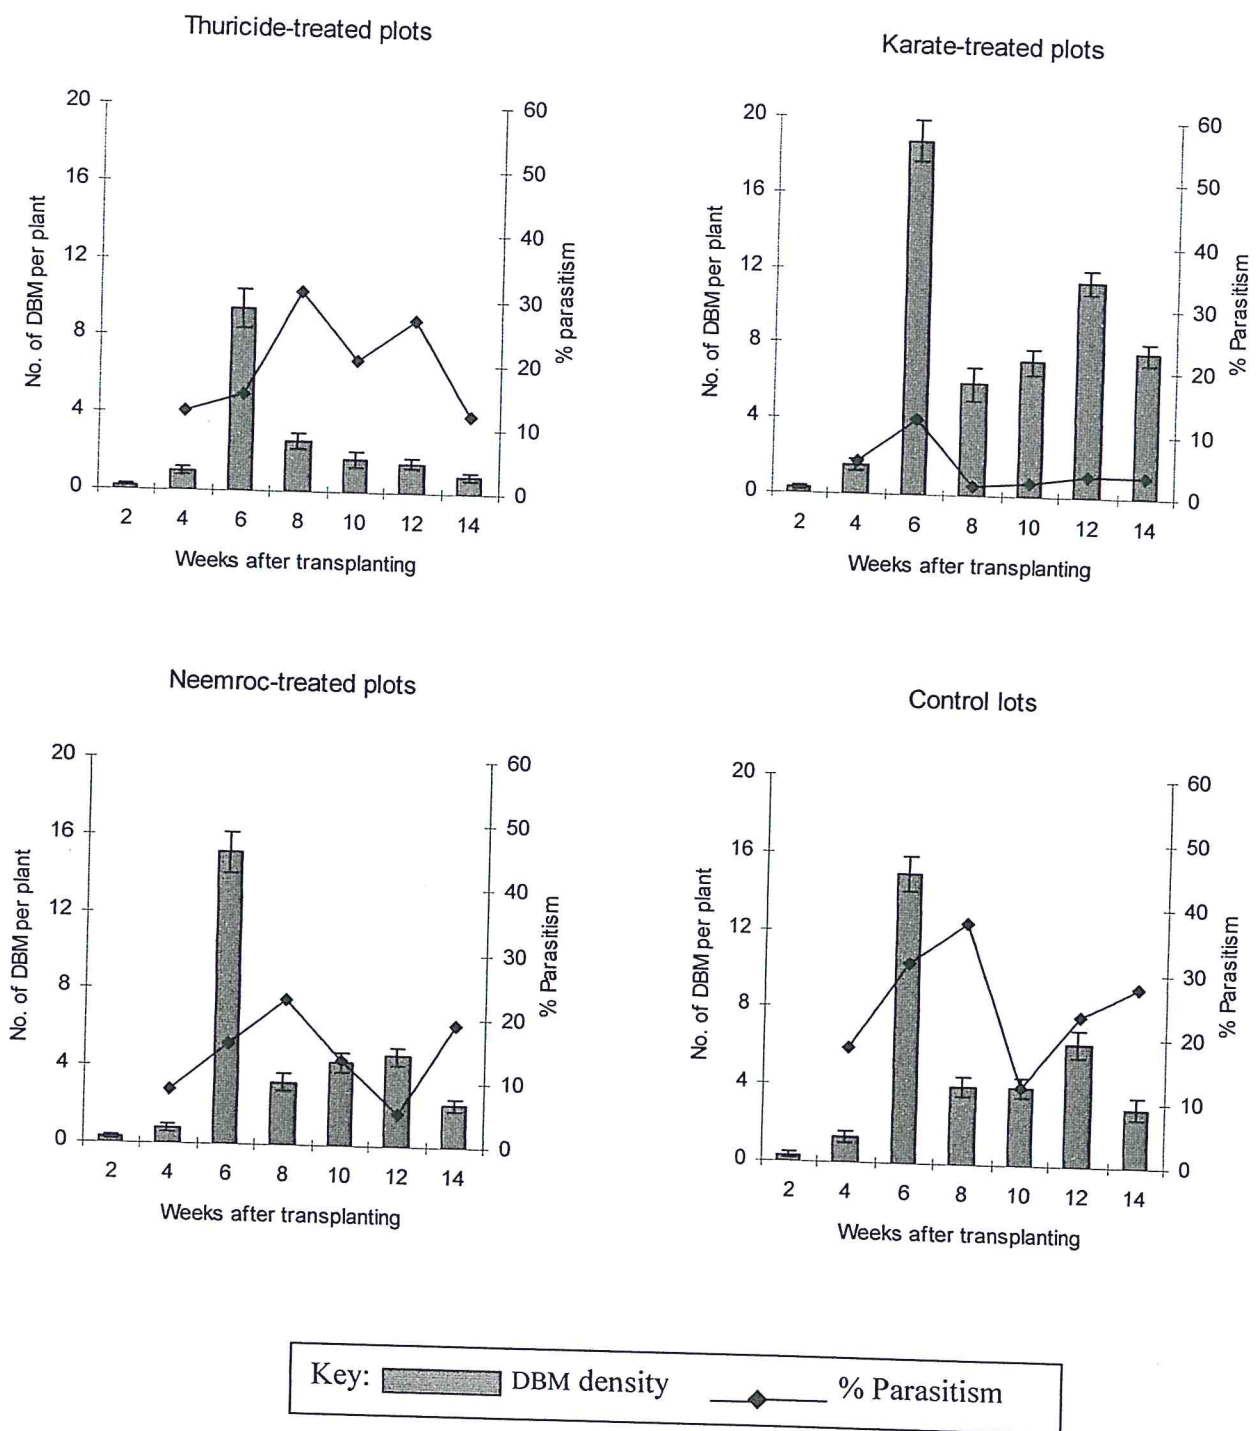 Thuricide-treated plots
No. of DBM per plant
20
16
12
8
4
0
60
50
40
30
20
10
0
% parasitism
2 4 6 8 10 12 14
Weeks after transplanting
Karate-treated plots
No. of DBM per plant
20
16
12
8
4
0
60
50
40
30
20
10
0
% Parasitism
2 4 6 8 10 12 14
Weeks after transplanting
Neemroc-treated plots
No. of DBM per plant
20
16
12
8
4
0
60
50
40
30
20
10
0
% Parasitism
2 4 6 8 10 12 14
Weeks after transplanting
Control lots
No. of DBM per plant
20
16
12
8
4
0
60
50
40
30
20
10
0
% Parasitism
2 4 6 8 10 12 14
Weeks after transplanting
Key: DBM density % Parasitism